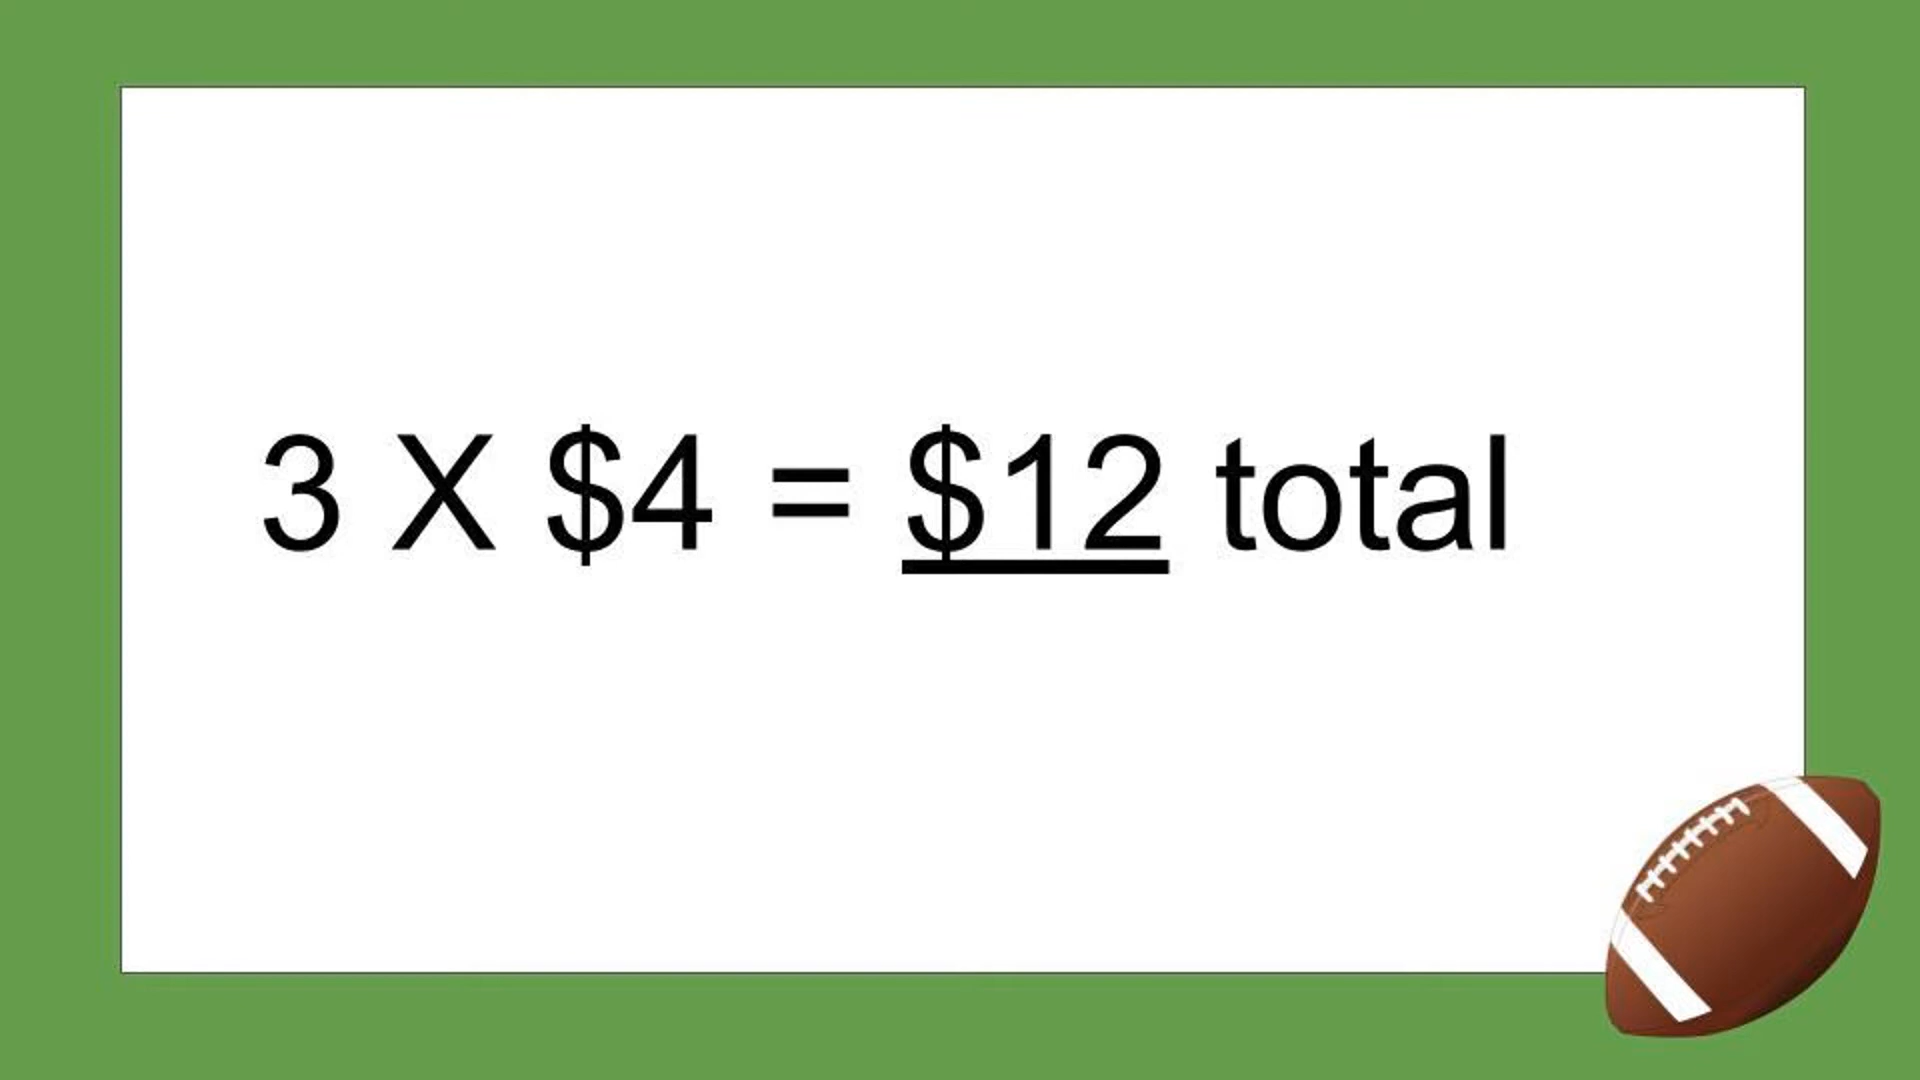 3 X $4 = $12 total